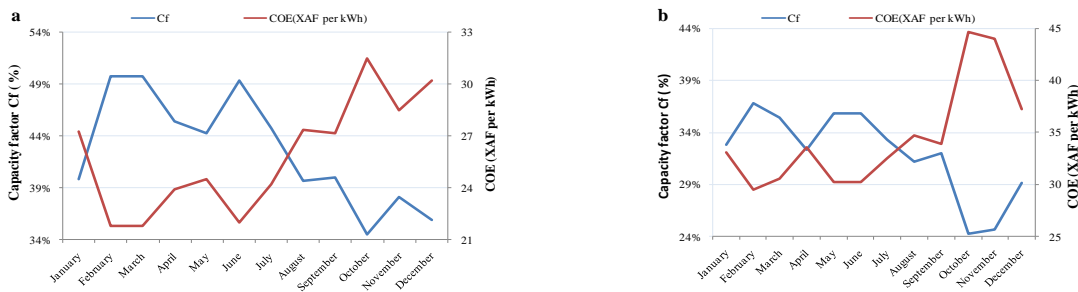 a
Cf
COE(XAF per kWh)
54%
49%
44%
39%
34%
Capacity factor Cf ( %)
33
30
27
24
21
COE (XAF per kWh)
January
February
March
April
May
June
July
August
September
October
November
December
b
Cf
COE(XAF per kWh)
44%
39%
34%
29%
24%
Capacity factor Cf ( %)
45
40
35
30
25
COE (XAF per kWh)
January
February
March
April
May
June
July
August
September
October
November
December